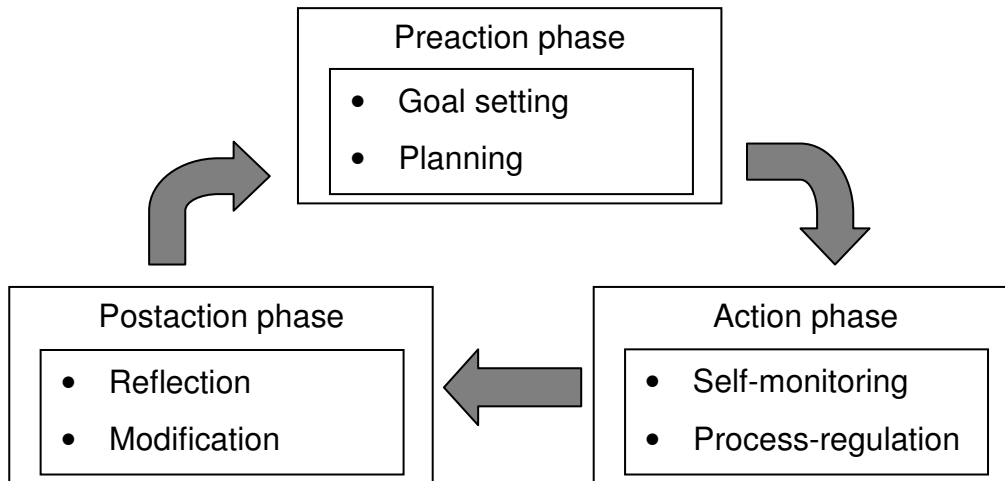 Preaction phase
• Goal setting
• Planning
Postaction phase
• Reflection
• Modification
Action phase
• Self-monitoring
• Process-regulation